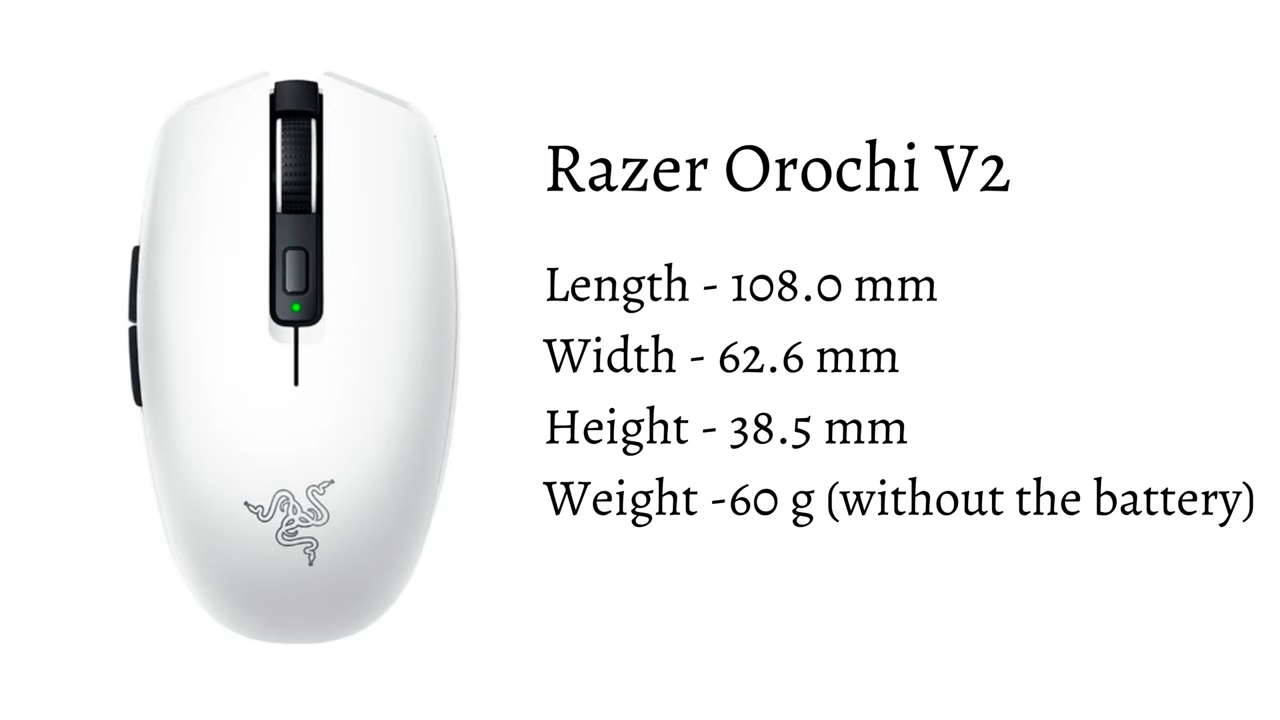 Razer Orochi V2
Length - 108.0 mm
Width - 62.6 mm
Height - 38.5 mm
Weight -60 g (without the battery)